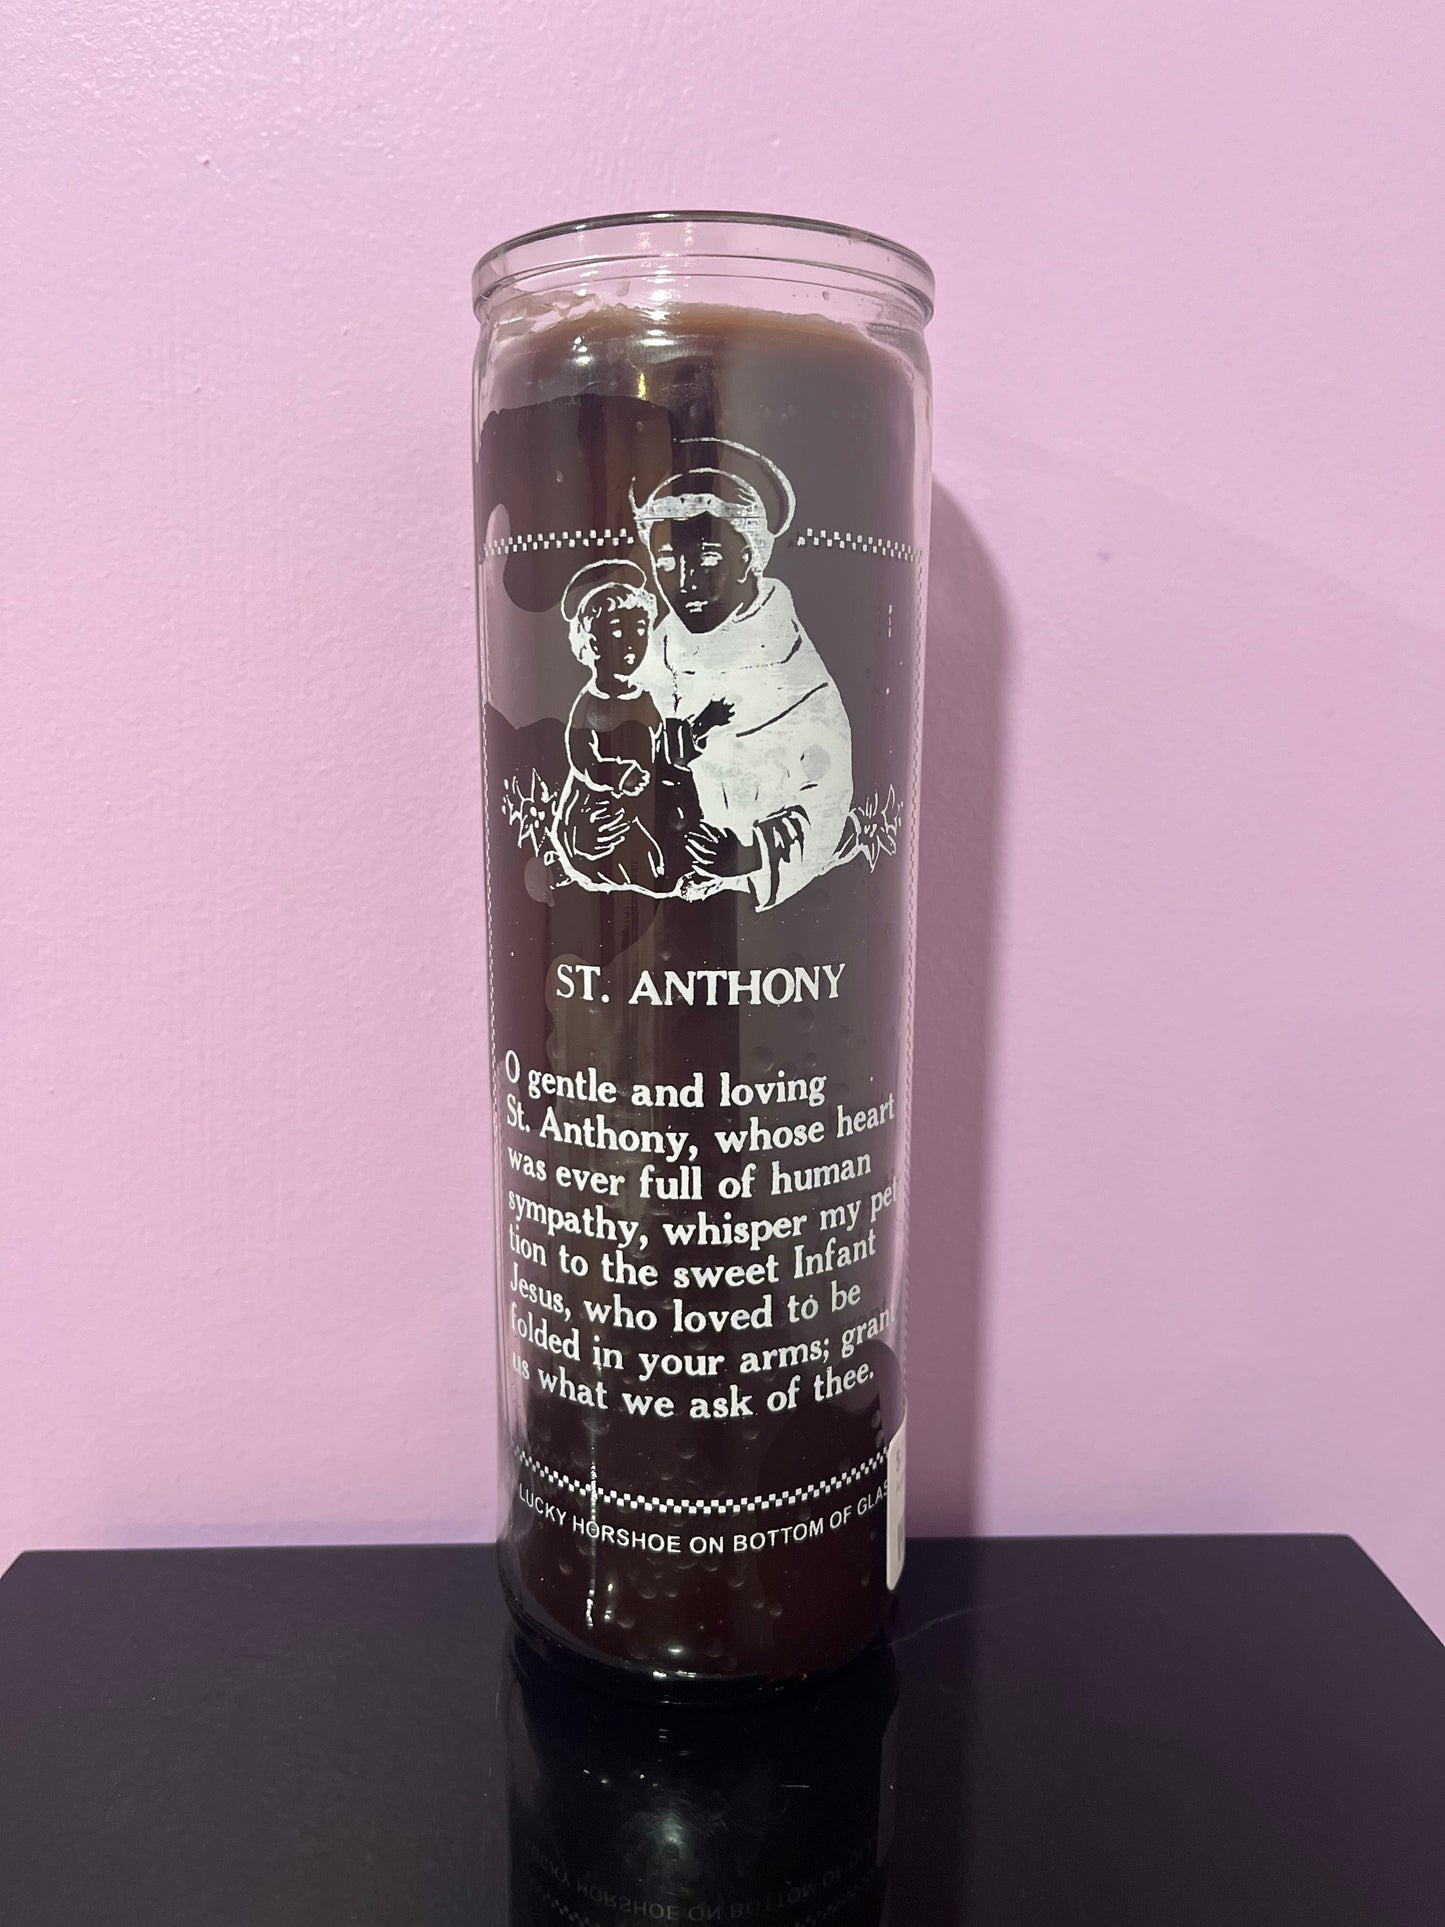 ST. ANTHONY
O gentle and loving
St. Anthony, whose heart
was ever full of human
sympathy, whisper my pet
tion to the sweet Infant
Jesus, who loved to be
folded in your arms; grant
us what we ask of thee.
LUCKY HORSHOE ON BOTTOM OF GLAS